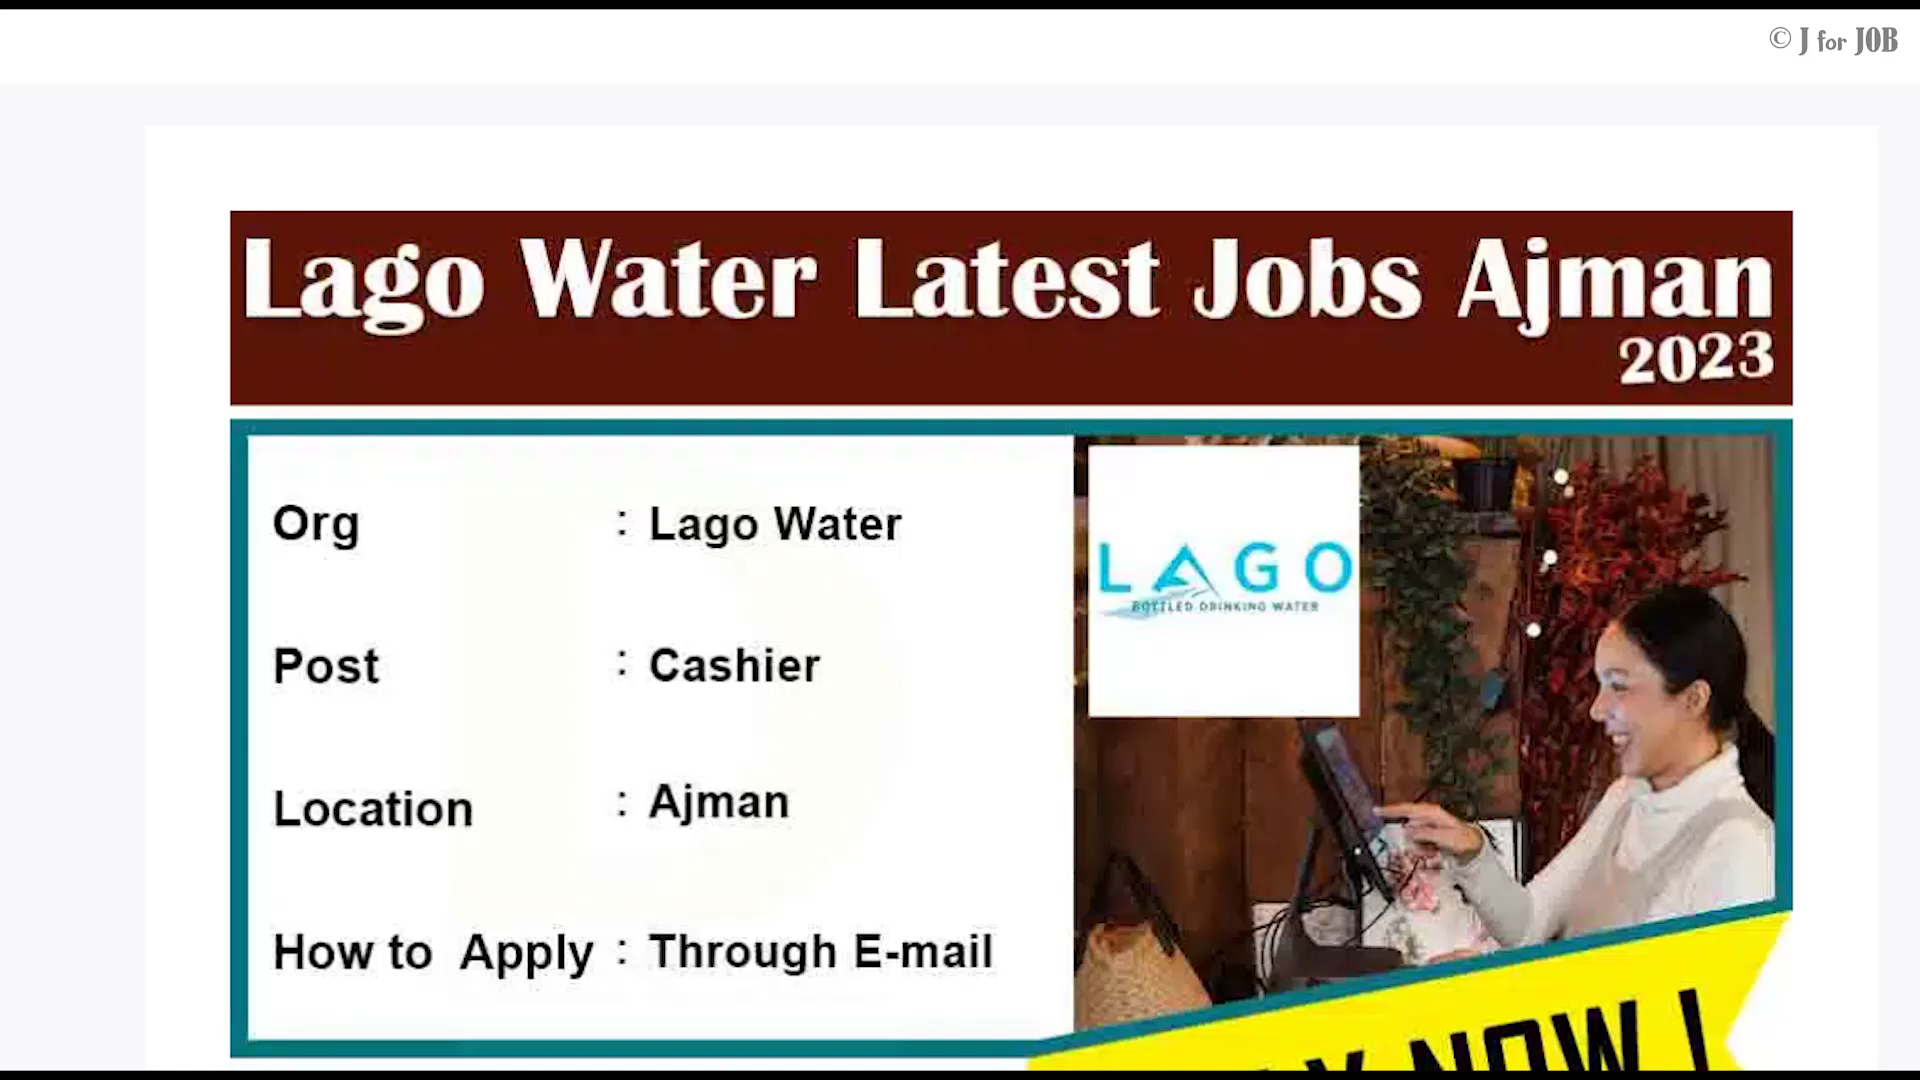 © J for JOB
Lago Water Latest Jobs Ajman
2023
Org : Lago Water
LAGO
BOTTLED DRINKING WATER
Post : Cashier
Location : Ajman
How to Apply : Through E-mail
NOW !